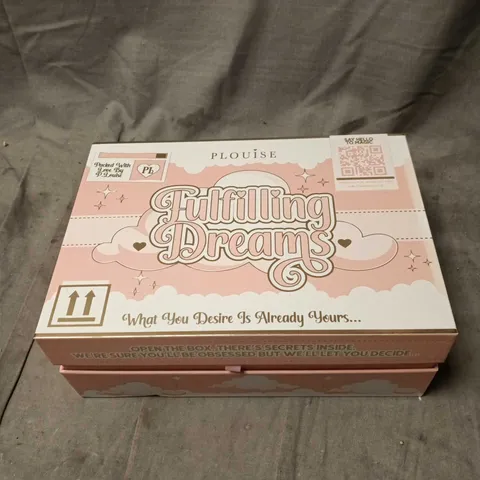 PLOUISE
SAY HELLO
TO MAGIC
Packed With
Love By
P.Louise
PL
Fulfilling
Dreams
What You Desire Is Already Yours...
OPEN THE BOX, THERE'S SECRETS INSIDE.
WE'RE SURE YOU'LL BE OBSESSED BUT WE'LL LET YOU DECIDE...